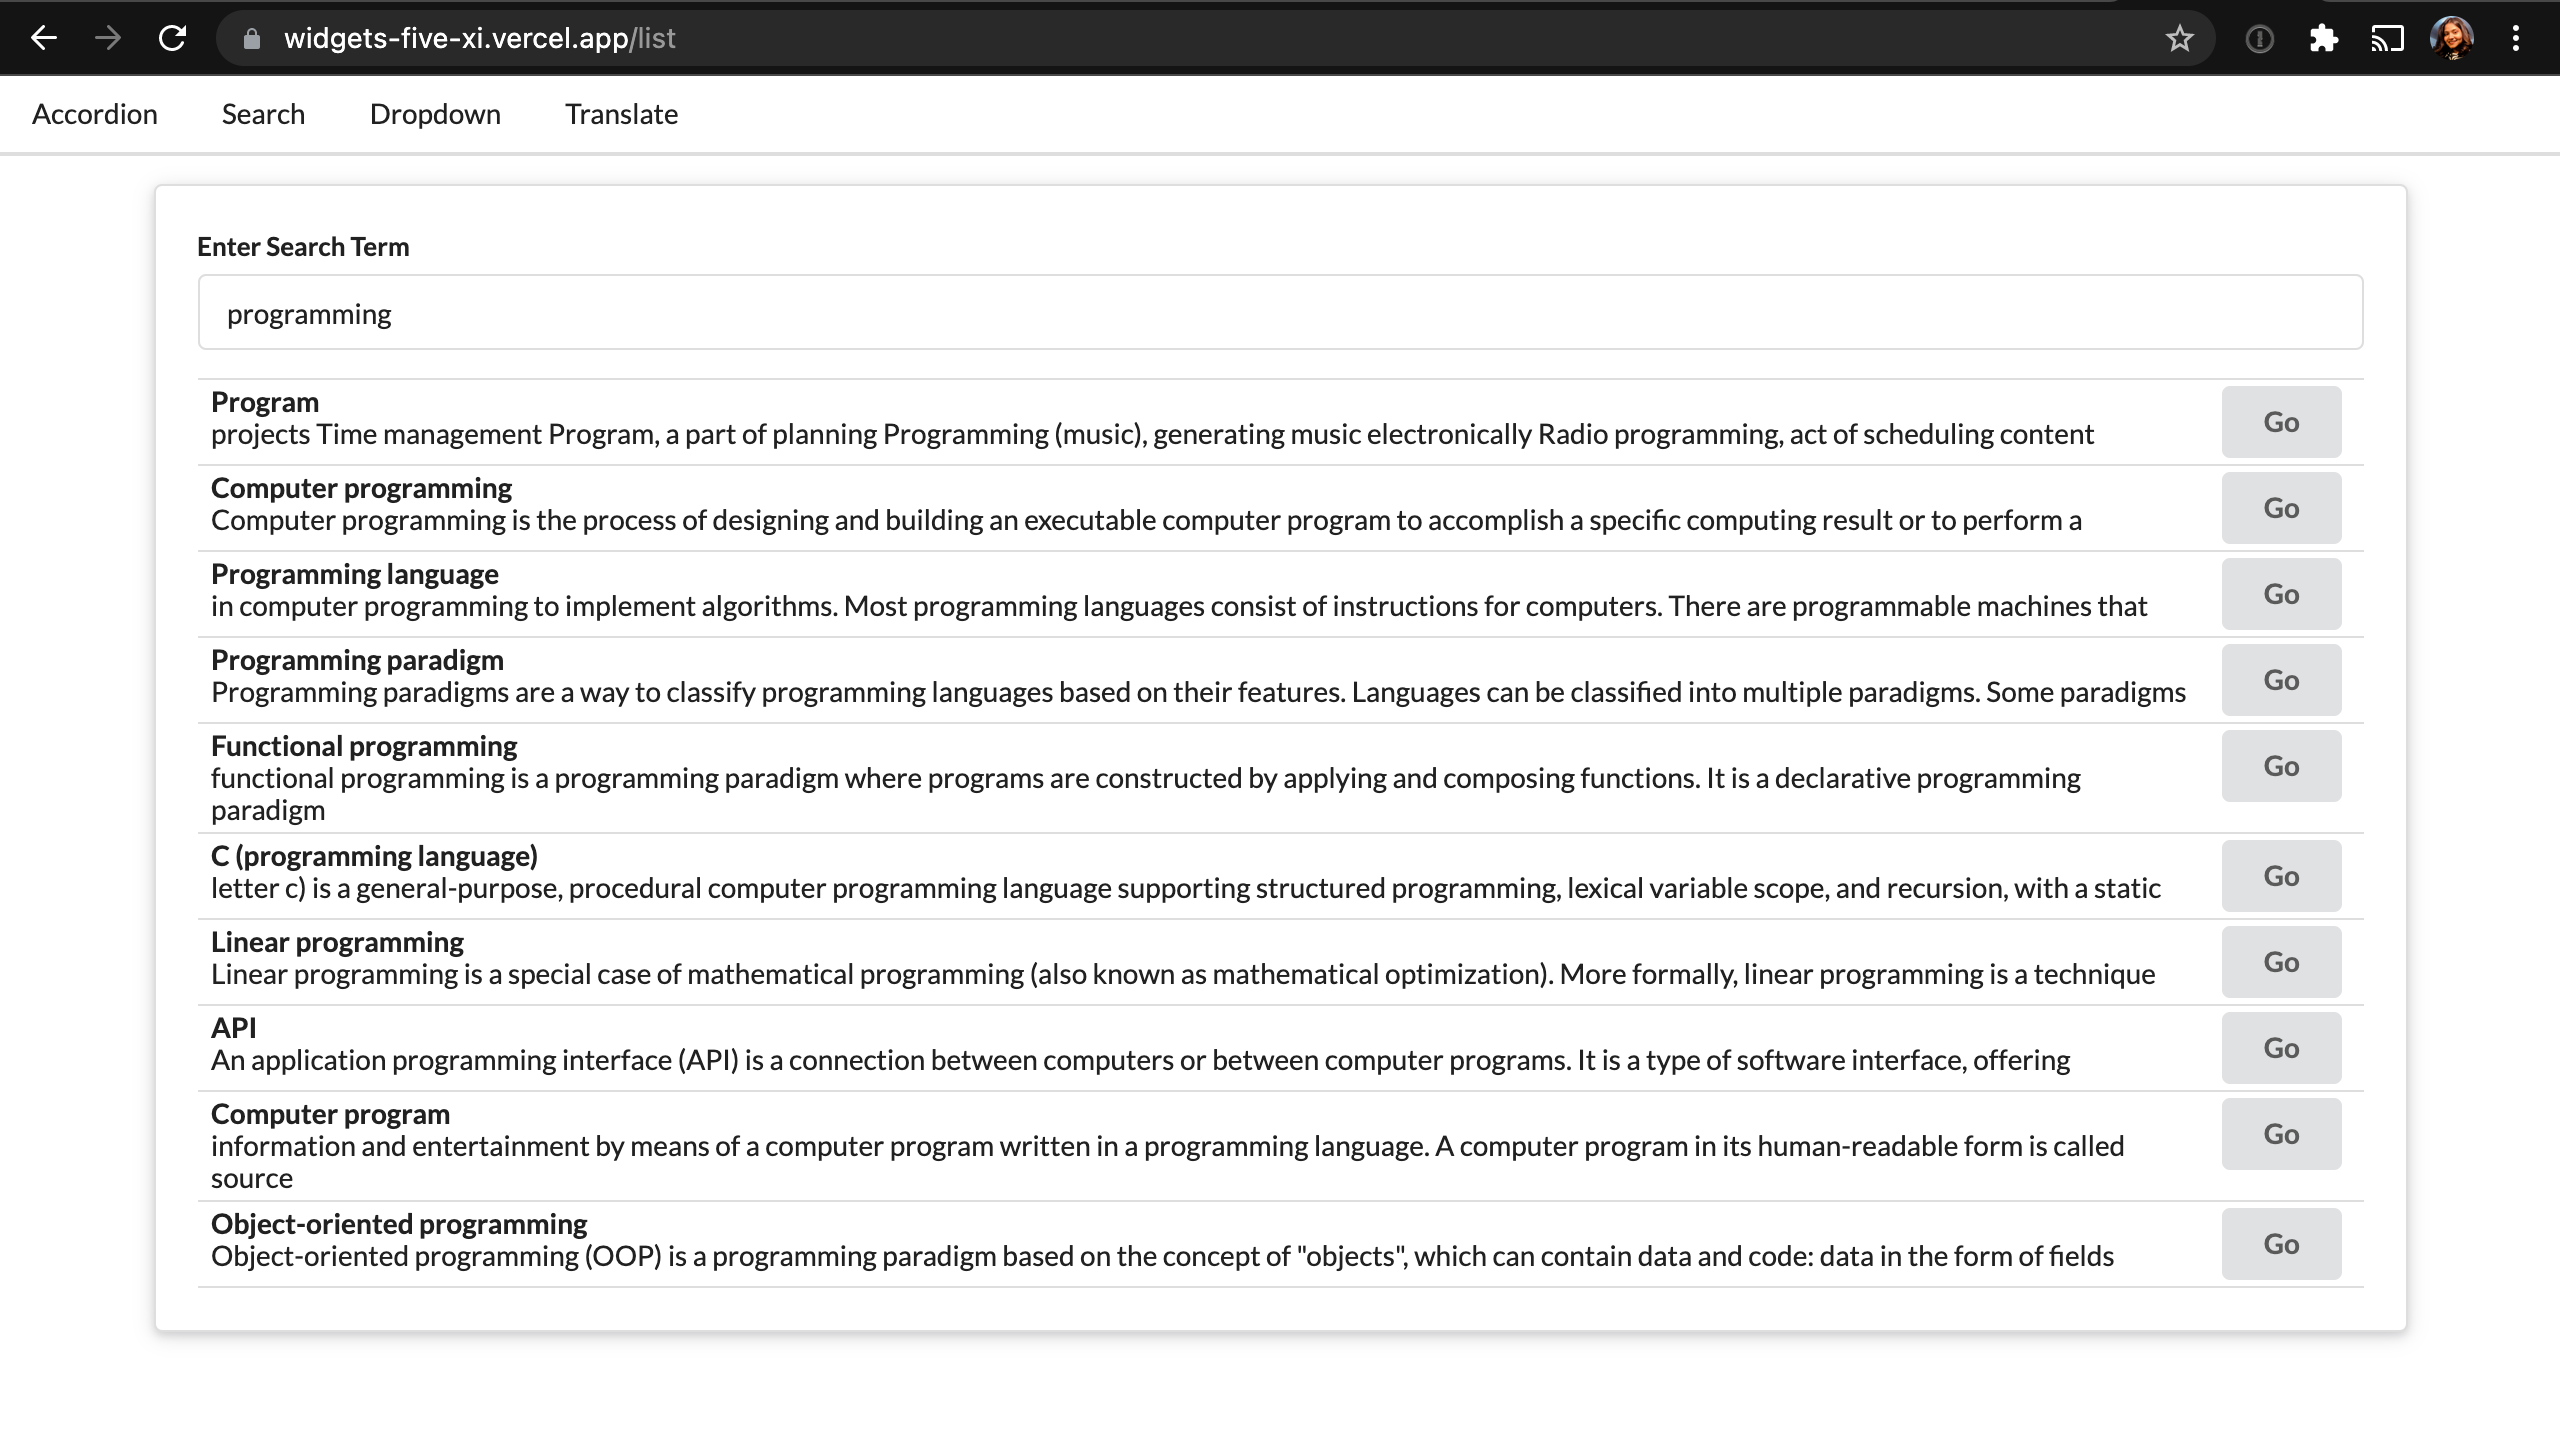 widgets-five-xi.vercel.app/list
Accordion Search Dropdown Translate
Enter Search Term
programming
Program
projects Time management Program, a part of planning Programming (music), generating music electronically Radio programming, act of scheduling content
Go
Computer programming
Computer programming is the process of designing and building an executable computer program to accomplish a specific computing result or to perform a
Go
Programming language
in computer programming to implement algorithms. Most programming languages consist of instructions for computers. There are programmable machines that
Go
Programming paradigm
Programming paradigms are a way to classify programming languages based on their features. Languages can be classified into multiple paradigms. Some paradigms
Go
Functional programming
functional programming is a programming paradigm where programs are constructed by applying and composing functions. It is a declarative programming
paradigm
Go
C (programming language)
letter c) is a general-purpose, procedural computer programming language supporting structured programming, lexical variable scope, and recursion, with a static
Go
Linear programming
Linear programming is a special case of mathematical programming (also known as mathematical optimization). More formally, linear programming is a technique
Go
API
An application programming interface (API) is a connection between computers or between computer programs. It is a type of software interface, offering
Go
Computer program
information and entertainment by means of a computer program written in a programming language. A computer program in its human-readable form is called
source
Go
Object-oriented programming
Object-oriented programming (OOP) is a programming paradigm based on the concept of "objects", which can contain data and code: data in the form of fields
Go